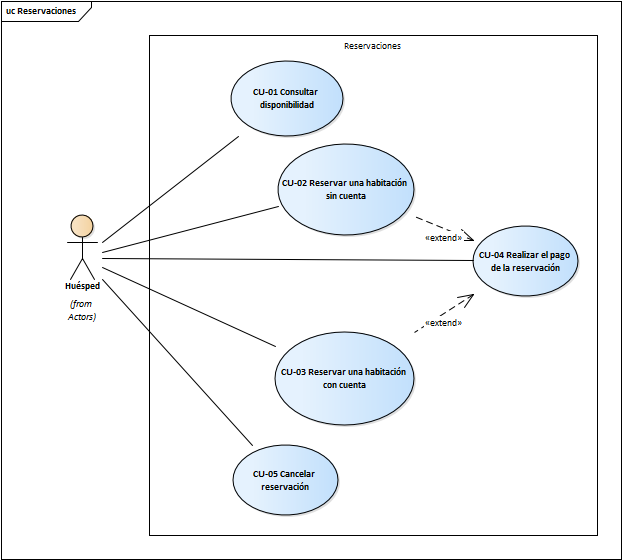 uc Reservaciones
Reservaciones
CU-01 Consultar
disponibilidad
CU-02 Reservar una habitación
sin cuenta
«extend»
CU-04 Realizar el pago
de la reservación
Huésped
(from
Actors)
«extend»
CU-03 Reservar una habitación
con cuenta
CU-05 Cancelar
reservación